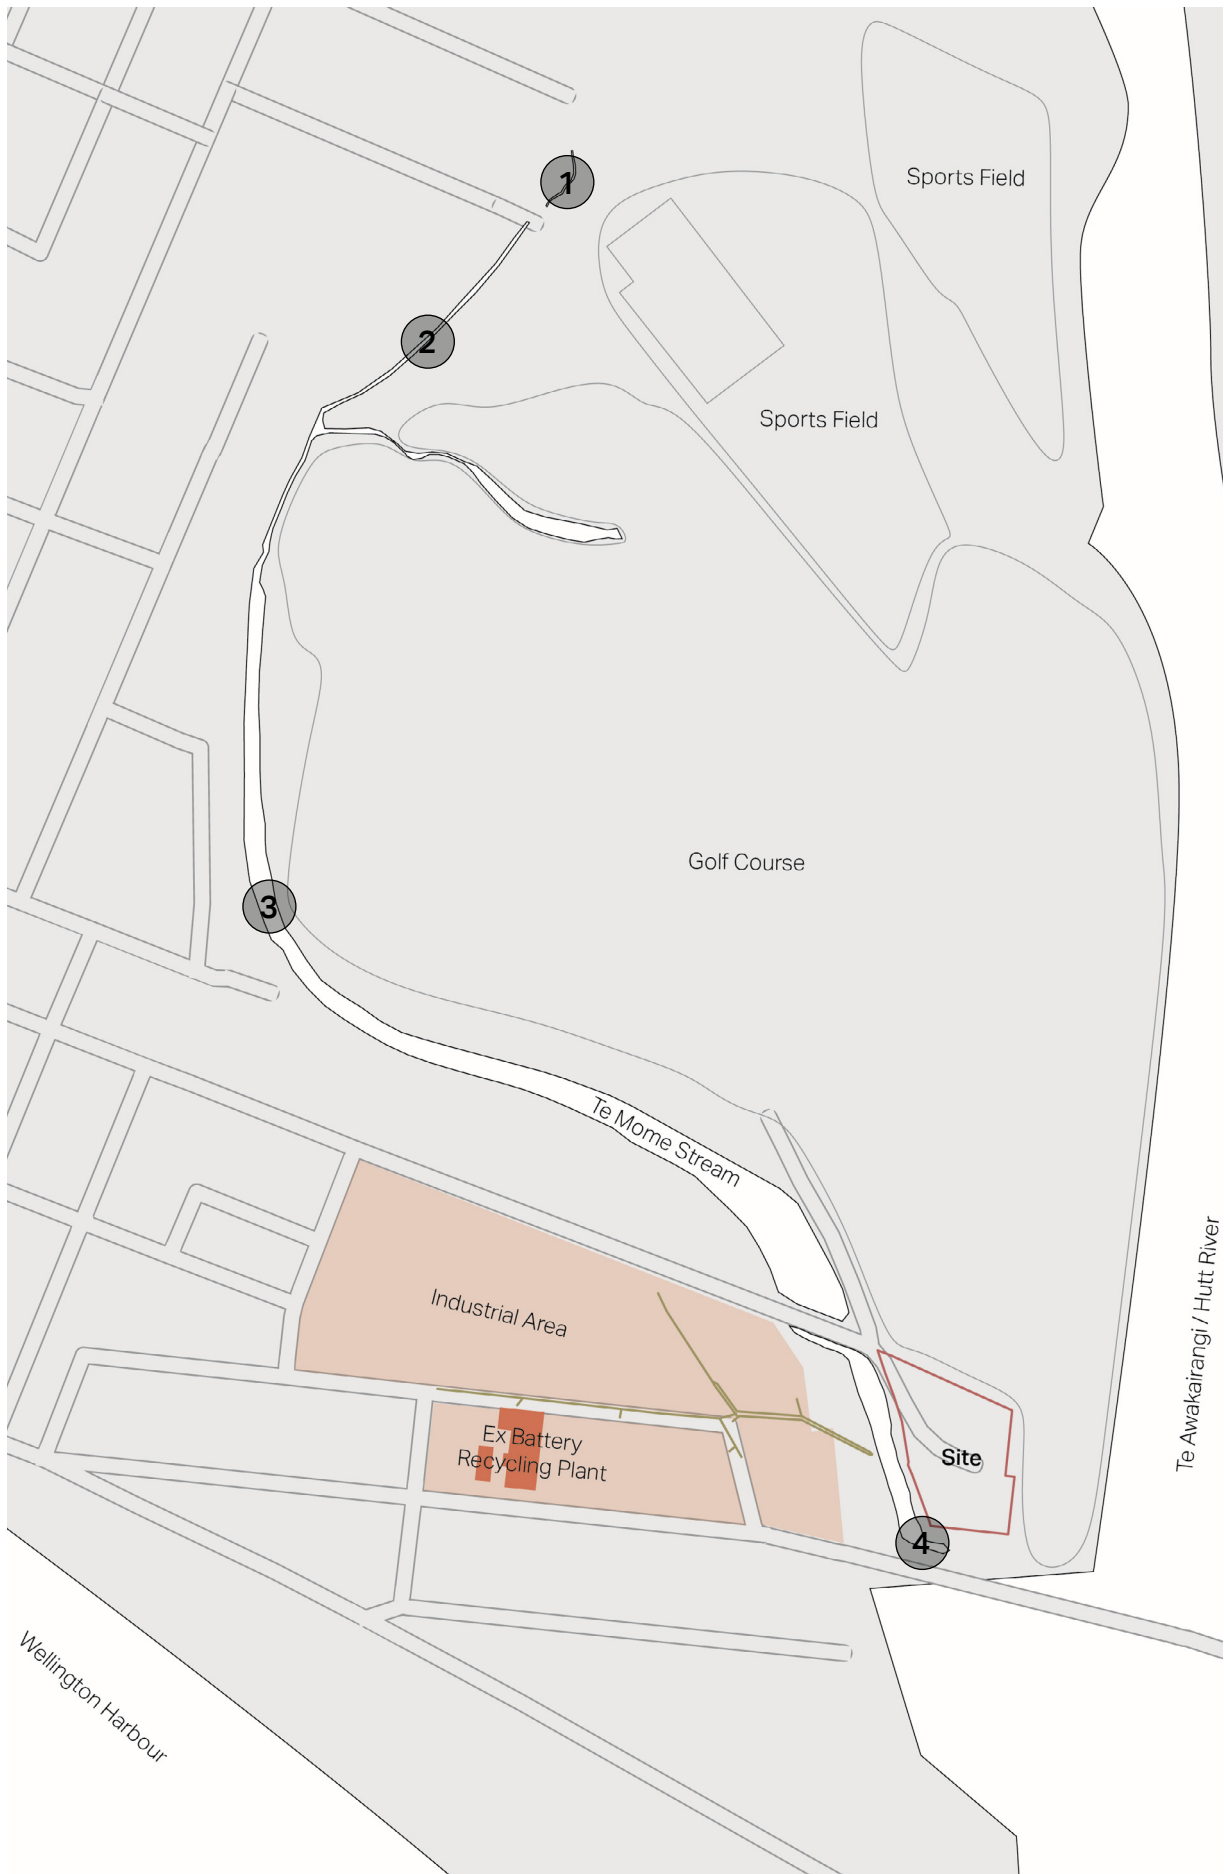 1
Sports Field
2
Sports Field
Golf Course
3
Te Mome Stream
Te Awakairangi / Hutt River
Industrial Area
Ex Battery
Recycling Plant
Site
4
Wellington Harbour